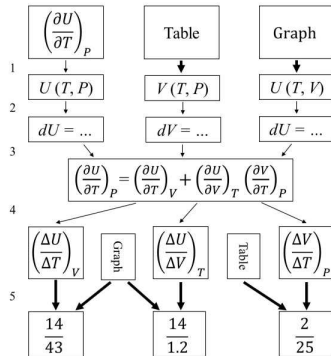 (∂U/∂T)_P Table Graph
1
U (T, P) V (T, P) U (T, V)
2
dU = ... dV = ... dU = ...
3
(∂U/∂T)_P = (∂U/∂T)_V + (∂U/∂V)_T (∂V/∂P)_P
4
(ΔU/ΔT)_V Graph (ΔU/ΔV)_T Table (ΔV/ΔT)_P
5
14/43 14/1.2 2/25